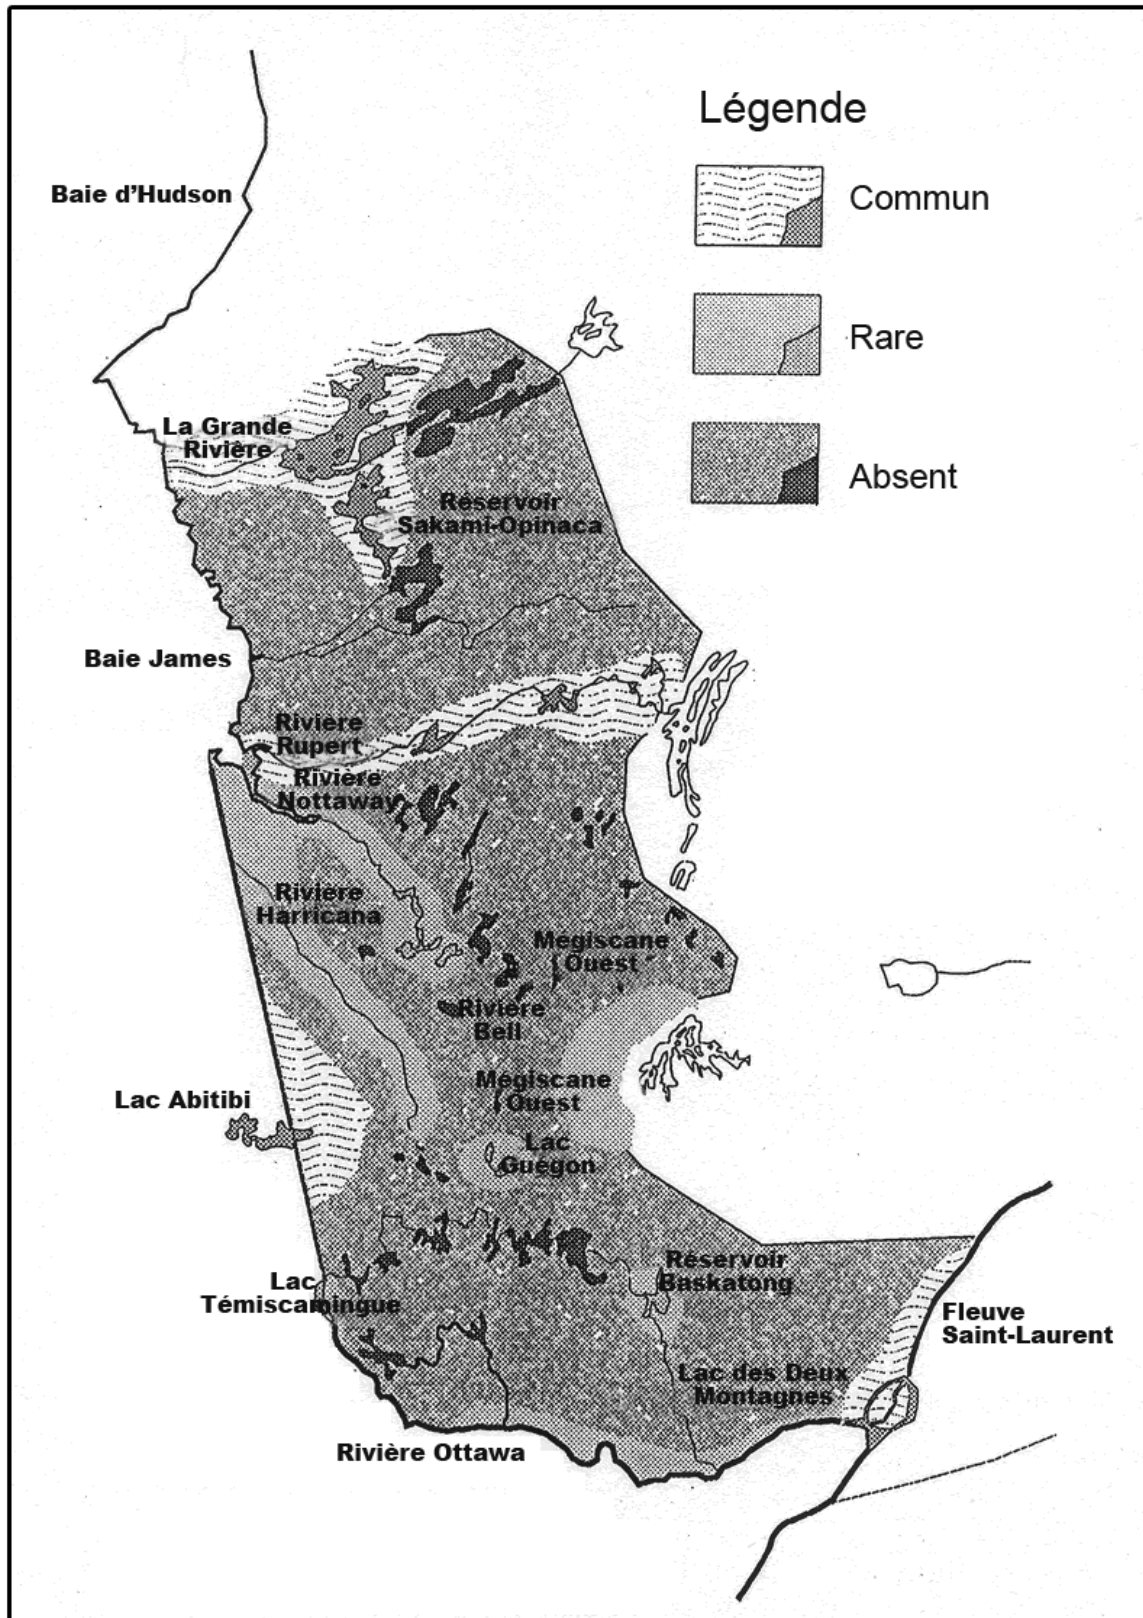 Légende
Commun
Baie d'Hudson
Rare
La Grande
Rivière
Absent
Réservoir
Sakami-Opinaca
Baie James
Riviere
Rupert
Rivière
Nottaway
Rivière
Harricana
Mégiscane
Ouest
Rivière
Bell
Mégiscane
Ouest
Lac Abitibi
Lac
Guégon
Réservoir
Baskatong
Lac
Témiscamingue
Fleuve
Saint-Laurent
Lac des Deux
Montagnes
Rivière Ottawa